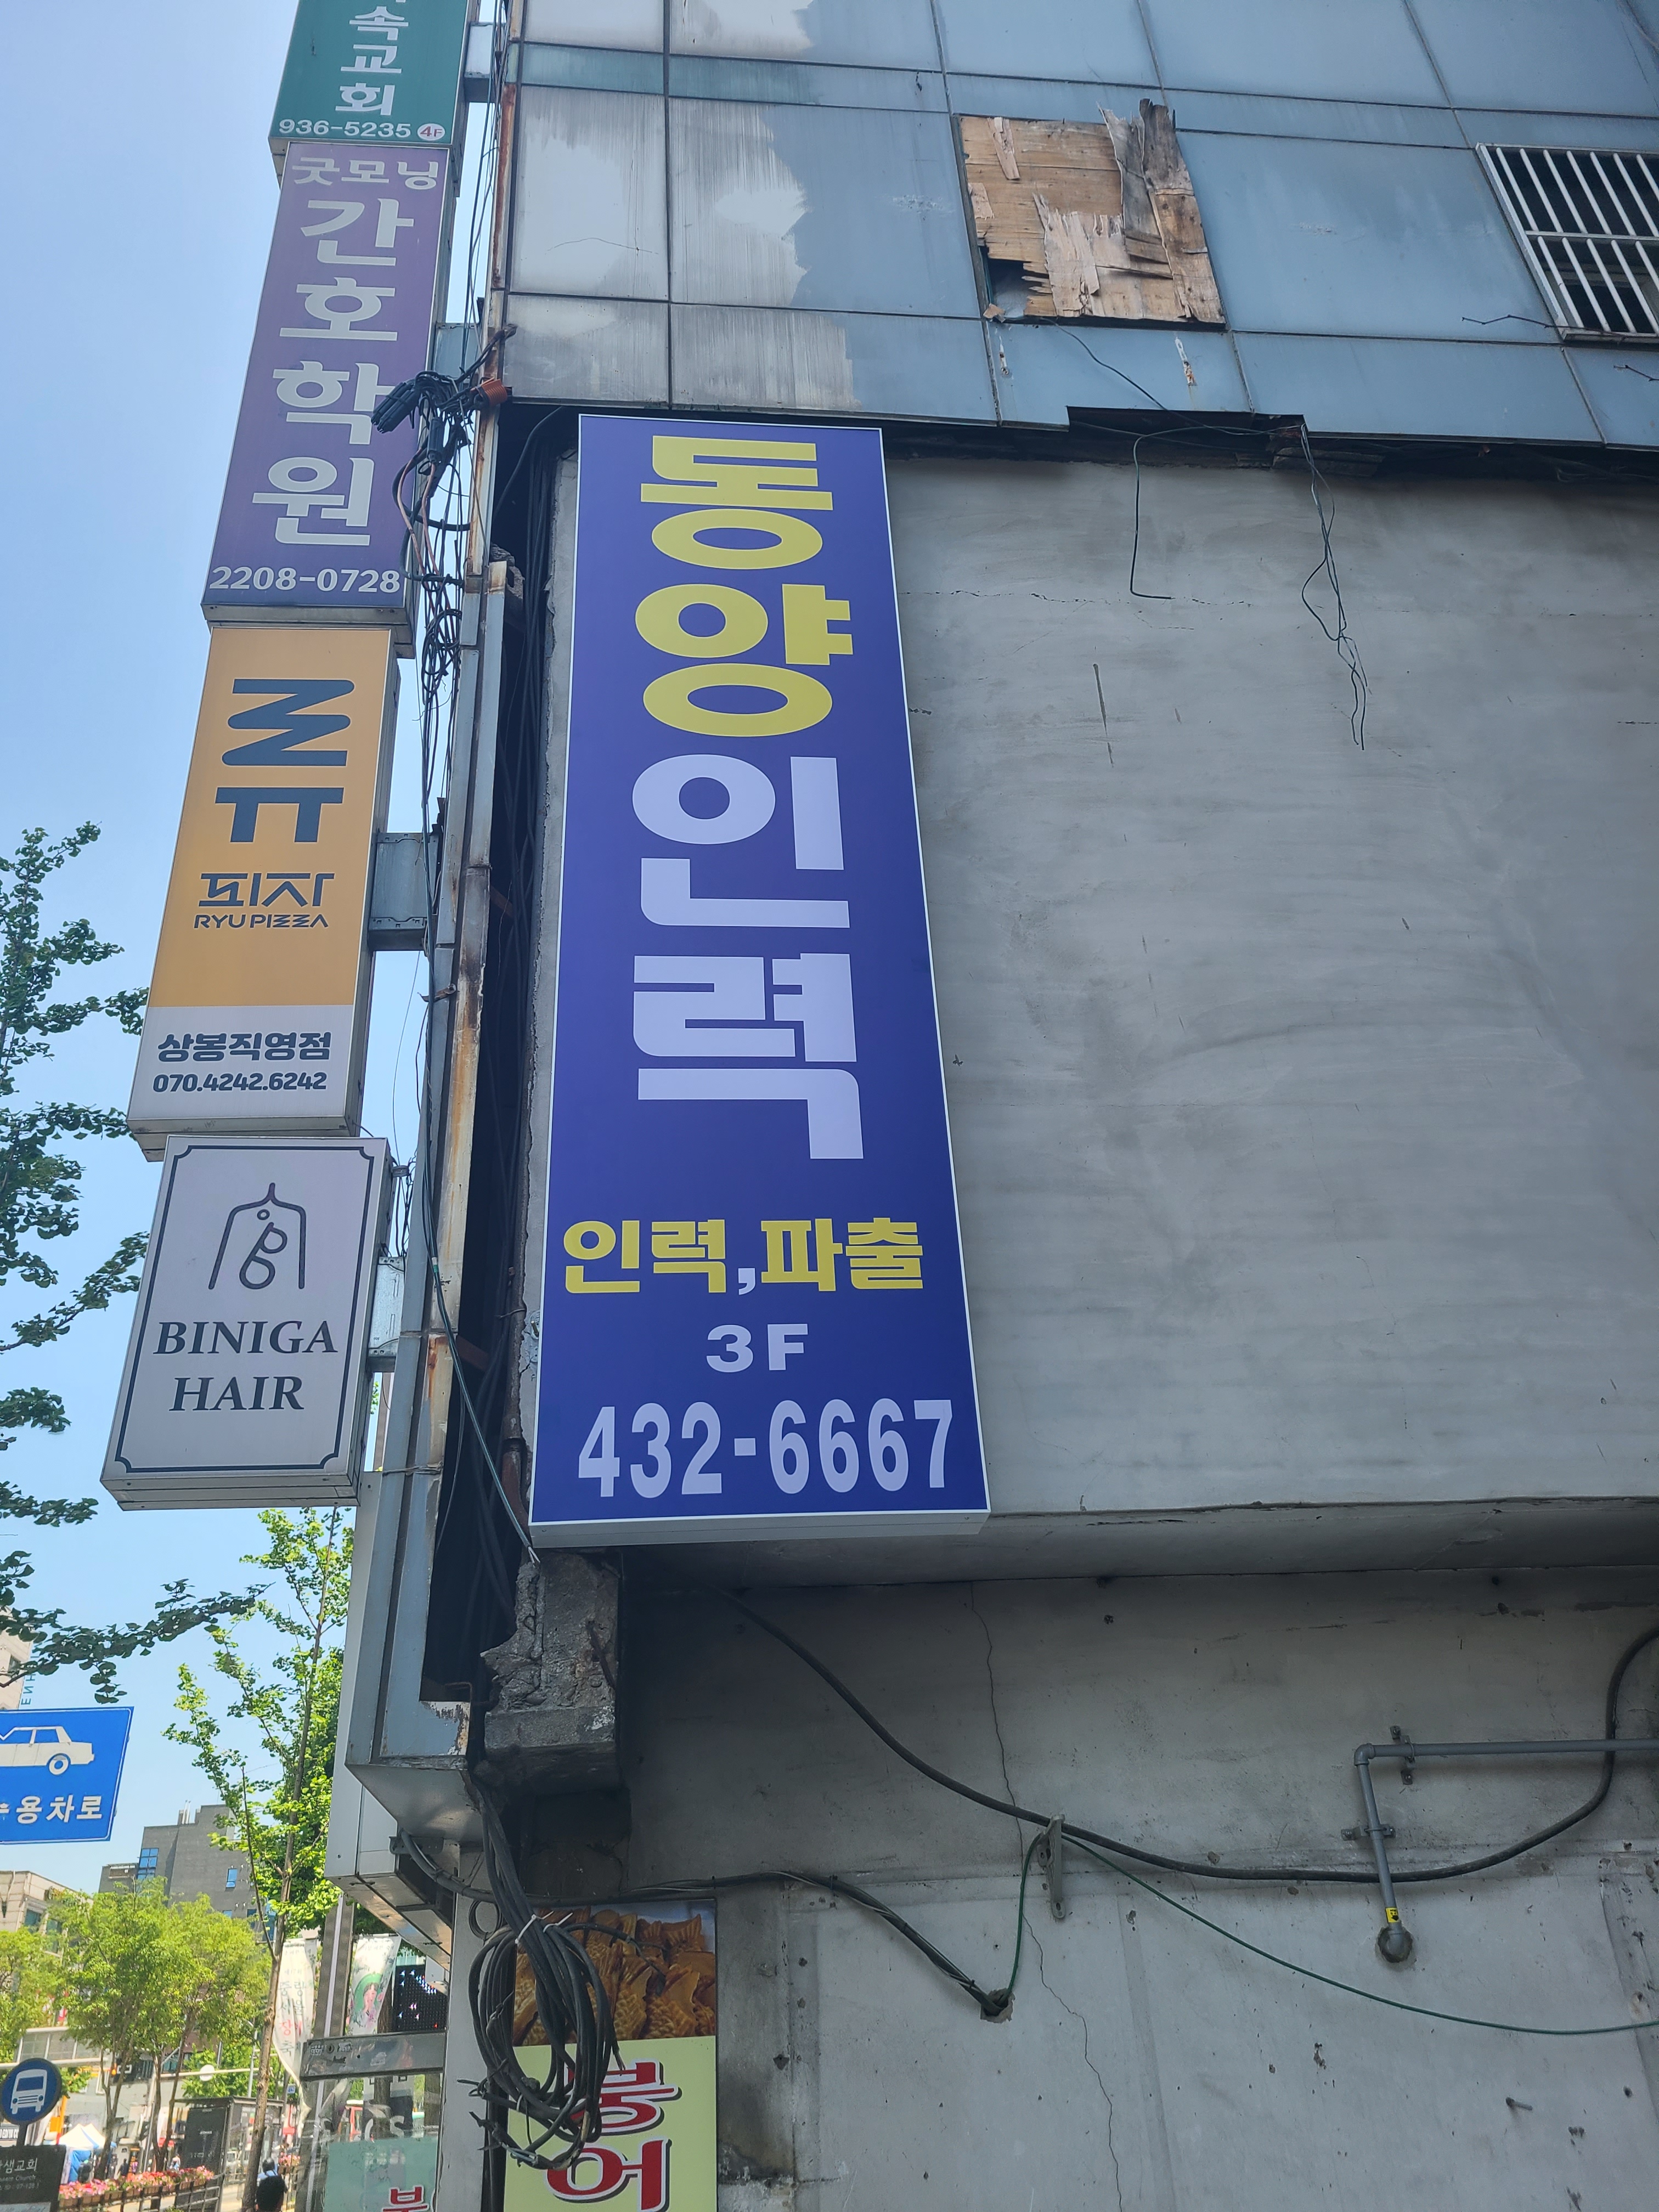 속교회
936-5235 4F
굿모닝
간호학원
2208-0728
류
피자
RYU PIZZA
상봉직영점
070.4242.6242
BINIGA
HAIR
동양인력
인력,파출
3F
432-6667
용차로
붕어